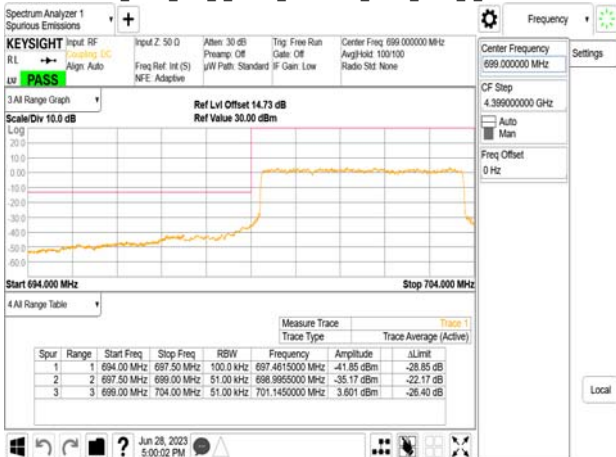 Spectrum Analyzer 1
Spurious Emissions
Frequency
KEYSIGHT Input: RF Input Z: 50 Ω Atten: 30 dB Trig: Free Run Center Freq: 699.000000 MHz
RL Coupling: DC Preamp: Off Gate: Off Avg|Hold: 100/100
Align: Auto Freq Ref: Int (S) µW Path: Standard IF Gain: Low Radio Std: None
NFE: Adaptive
PASS
Center Frequency
699.000000 MHz
Settings
CF Step
4.399000000 GHz
Auto
Man
Freq Offset
0 Hz
3 All Range Graph
Ref Lvl Offset 14.73 dB
Scale/Div 10.0 dB Ref Value 30.00 dBm
Log
20.0
10.0
0.00
-10.0
-20.0
-30.0
-40.0
-50.0
-60.0
Start 694.000 MHz Stop 704.000 MHz
4 All Range Table
Measure Trace Trace 1
Trace Type Trace Average (Active)
Spur Range Start Freq Stop Freq RBW Frequency Amplitude ΔLimit
1 1 694.00 MHz 697.50 MHz 100.0 kHz 697.4615000 MHz -41.85 dBm -28.85 dB
2 2 697.50 MHz 699.00 MHz 51.00 kHz 698.9955000 MHz -35.17 dBm -22.17 dB
3 3 699.00 MHz 704.00 MHz 51.00 kHz 701.1450000 MHz 3.601 dBm -26.40 dB
Local
?
Jun 28, 2023
5:00:02 PM